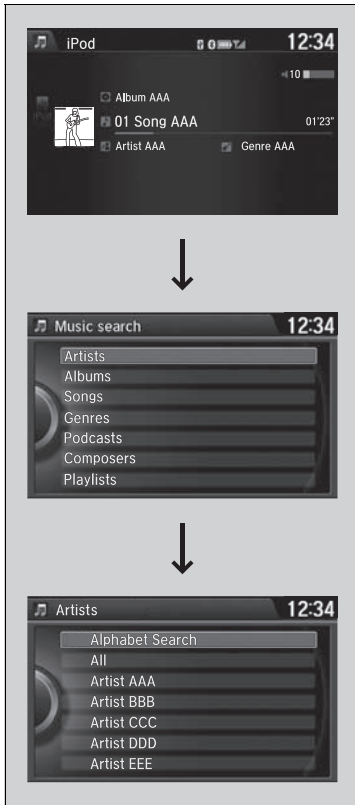 iPod 12:34
10
Album AAA
01 Song AAA 01'23"
Artist AAA Genre AAA
Music search 12:34
Artists
Albums
Songs
Genres
Podcasts
Composers
Playlists
Artists 12:34
Alphabet Search
All
Artist AAA
Artist BBB
Artist CCC
Artist DDD
Artist EEE